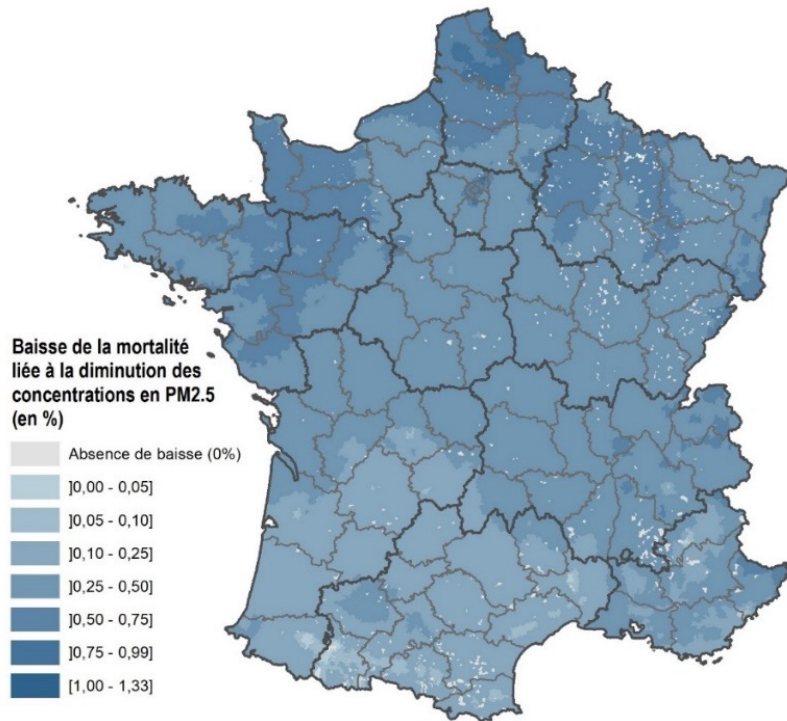 Baisse de la mortalité
liée à la diminution des
concentrations en PM2.5
(en %)
Absence de baisse (0%)
]0,00 - 0,05]
]0,05 - 0,10]
]0,10 - 0,25]
]0,25 - 0,50]
]0,50 - 0,75]
]0,75 - 0,99]
[1,00 - 1,33]